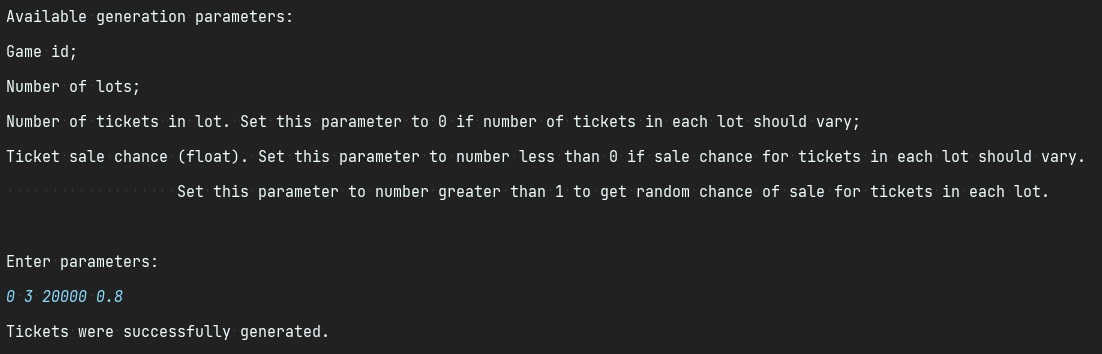 Available generation parameters:
Game id;
Number of lots;
Number of tickets in lot. Set this parameter to 0 if number of tickets in each lot should vary;
Ticket sale chance (float). Set this parameter to number less than 0 if sale chance for tickets in each lot should vary.
Set this parameter to number greater than 1 to get random chance of sale for tickets in each lot.
Enter parameters:
0 3 20000 0.8
Tickets were successfully generated.